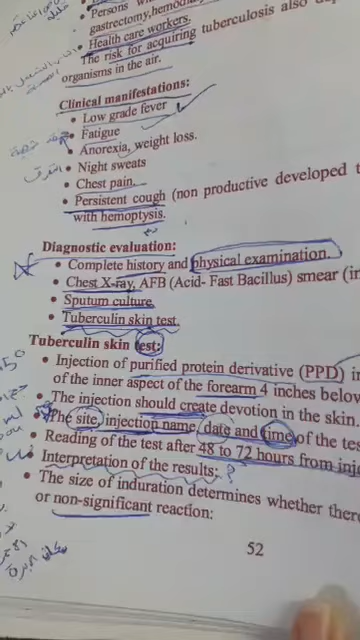 • Persons
gastrectomy, hemod
• Health care workers.
The risk for acquiring tuberculosis also
organisms in the air.
Clinical manifestations:
• Low grade fever
• Fatigue
• Anorexia, weight loss.
• Night sweats
• Chest pain.
• Persistent cough (non productive developed t
with hemoptysis.
Diagnostic evaluation:
• Complete history and physical examination.
• Chest X-ray, AFB (Acid- Fast Bacillus) smear (in
• Sputum culture.
• Tuberculin skin test.
Tuberculin skin test:
• Injection of purified protein derivative (PPD) in
of the inner aspect of the forearm 4 inches below
• The injection should create devotion in the skin.
• The site, injection name, date and time of the tes
• Reading of the test after 48 to 72 hours from inje
• Interpretation of the results: ?
• The size of induration determines whether ther
or non-significant reaction:
52